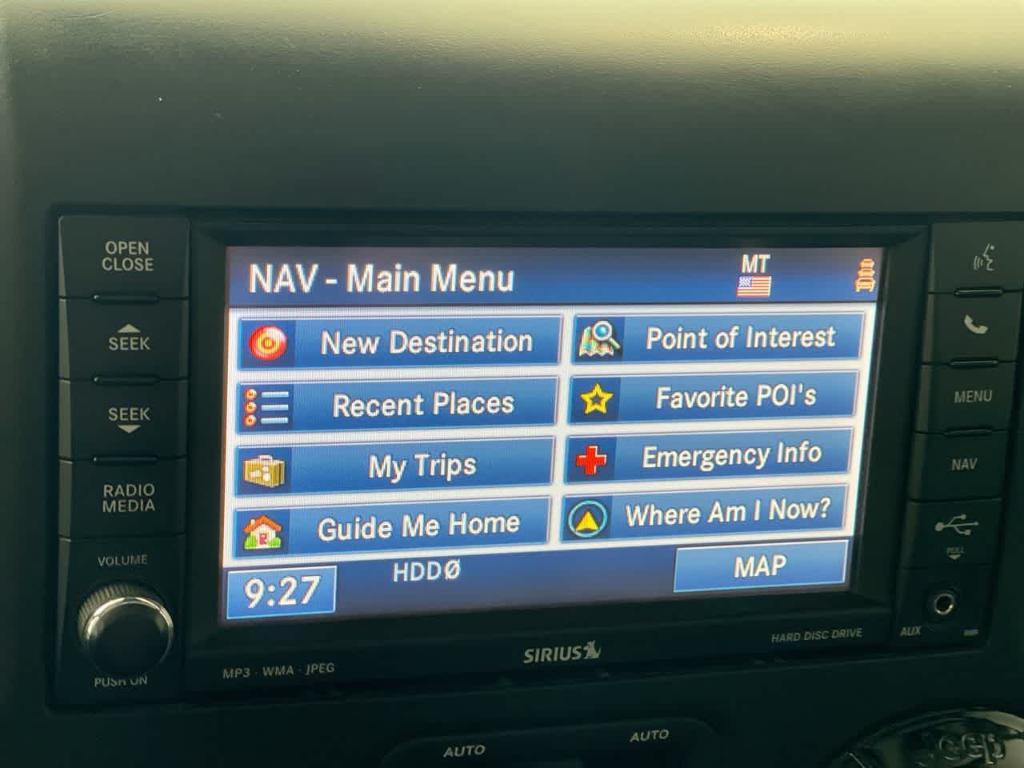 OPEN
CLOSE
SEEK
SEEK
RADIO
MEDIA
VOLUME
PUSH ON
NAV - Main Menu
MT
New Destination
Point of Interest
Recent Places
Favorite POI's
My Trips
Emergency Info
Guide Me Home
Where Am I Now?
9:27
HDDØ
MAP
MENU
NAV
PULL
AUX
MP3 · WMA · JPEG
SIRIUS
HARD DISC DRIVE
AUTO
AUTO
Jeep